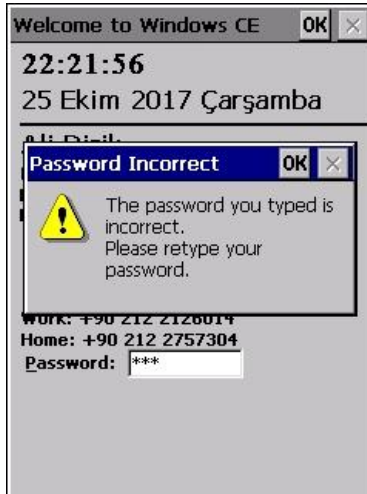 Welcome to Windows CE OK
22:21:56
25 Ekim 2017 Çarşamba
Password Incorrect OK
The password you typed is
incorrect.
Please retype your
password.
Work: +90 212 2126014
Home: +90 212 2757304
Password: ***